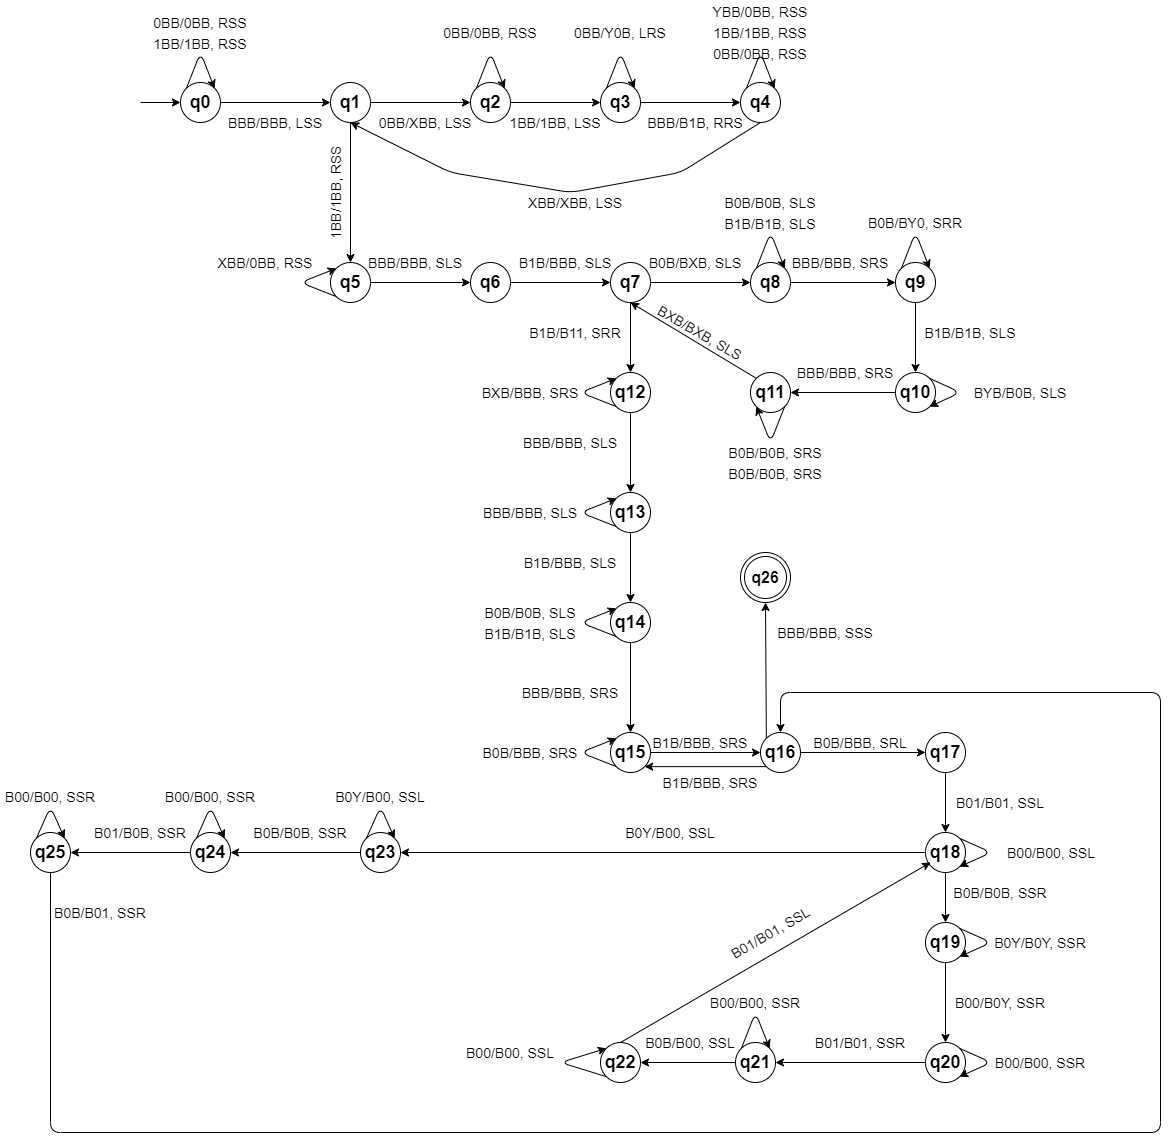 0BB/0BB, RSS
1BB/1BB, RSS
q0
BBB/BBB, LSS
q1
0BB/XBB, LSS
0BB/0BB, RSS
q2
1BB/1BB, LSS
0BB/Y0B, LRS
q3
BBB/B1B, RRS
YBB/0BB, RSS
1BB/1BB, RSS
0BB/0BB, RSS
q4
XBB/XBB, LSS
1BB/1BB, RSS
XBB/0BB, RSS
q5
BBB/BBB, SLS
q6
B1B/BBB, SLS
q7
B0B/BXB, SLS
B0B/B0B, SLS
B1B/B1B, SLS
q8
BBB/BBB, SRS
B0B/BY0, SRR
q9
B1B/B11, SRR
BXB/BXB, SLS
B1B/B1B, SLS
BXB/BBB, SRS
q12
q11
BBB/BBB, SRS
q10
BYB/B0B, SLS
BBB/BBB, SLS
B0B/B0B, SRS
B0B/B0B, SRS
BBB/BBB, SLS
q13
B1B/BBB, SLS
q26
B0B/B0B, SLS
B1B/B1B, SLS
q14
BBB/BBB, SSS
BBB/BBB, SRS
B0B/BBB, SRS
q15
B1B/BBB, SRS
q16
B0B/BBB, SRL
q17
B1B/BBB, SRS
B00/B00, SSR
B00/B00, SSR
B0Y/B00, SSL
B01/B01, SSL
q25
B01/B0B, SSR
q24
B0B/B0B, SSR
q23
B0Y/B00, SSL
q18
B00/B00, SSL
B0B/B01, SSR
B0B/B0B, SSR
B01/B01, SSL
q19
B0Y/B0Y, SSR
B00/B00, SSR
B00/B0Y, SSR
B00/B00, SSL
q22
B0B/B00, SSL
q21
B01/B01, SSR
q20
B00/B00, SSR